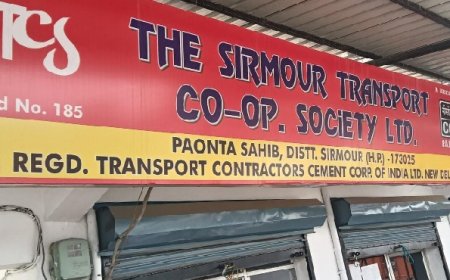 TCS
THE SIRMOUR TRANSPORT
CO-OP. SOCIETY LTD.
No. 185
PAONTA SAHIB, DISTT. SIRMOUR (H.P.) -173025
REGD. TRANSPORT CONTRACTORS CEMENT CORP. OF INDIA LTD. NEW